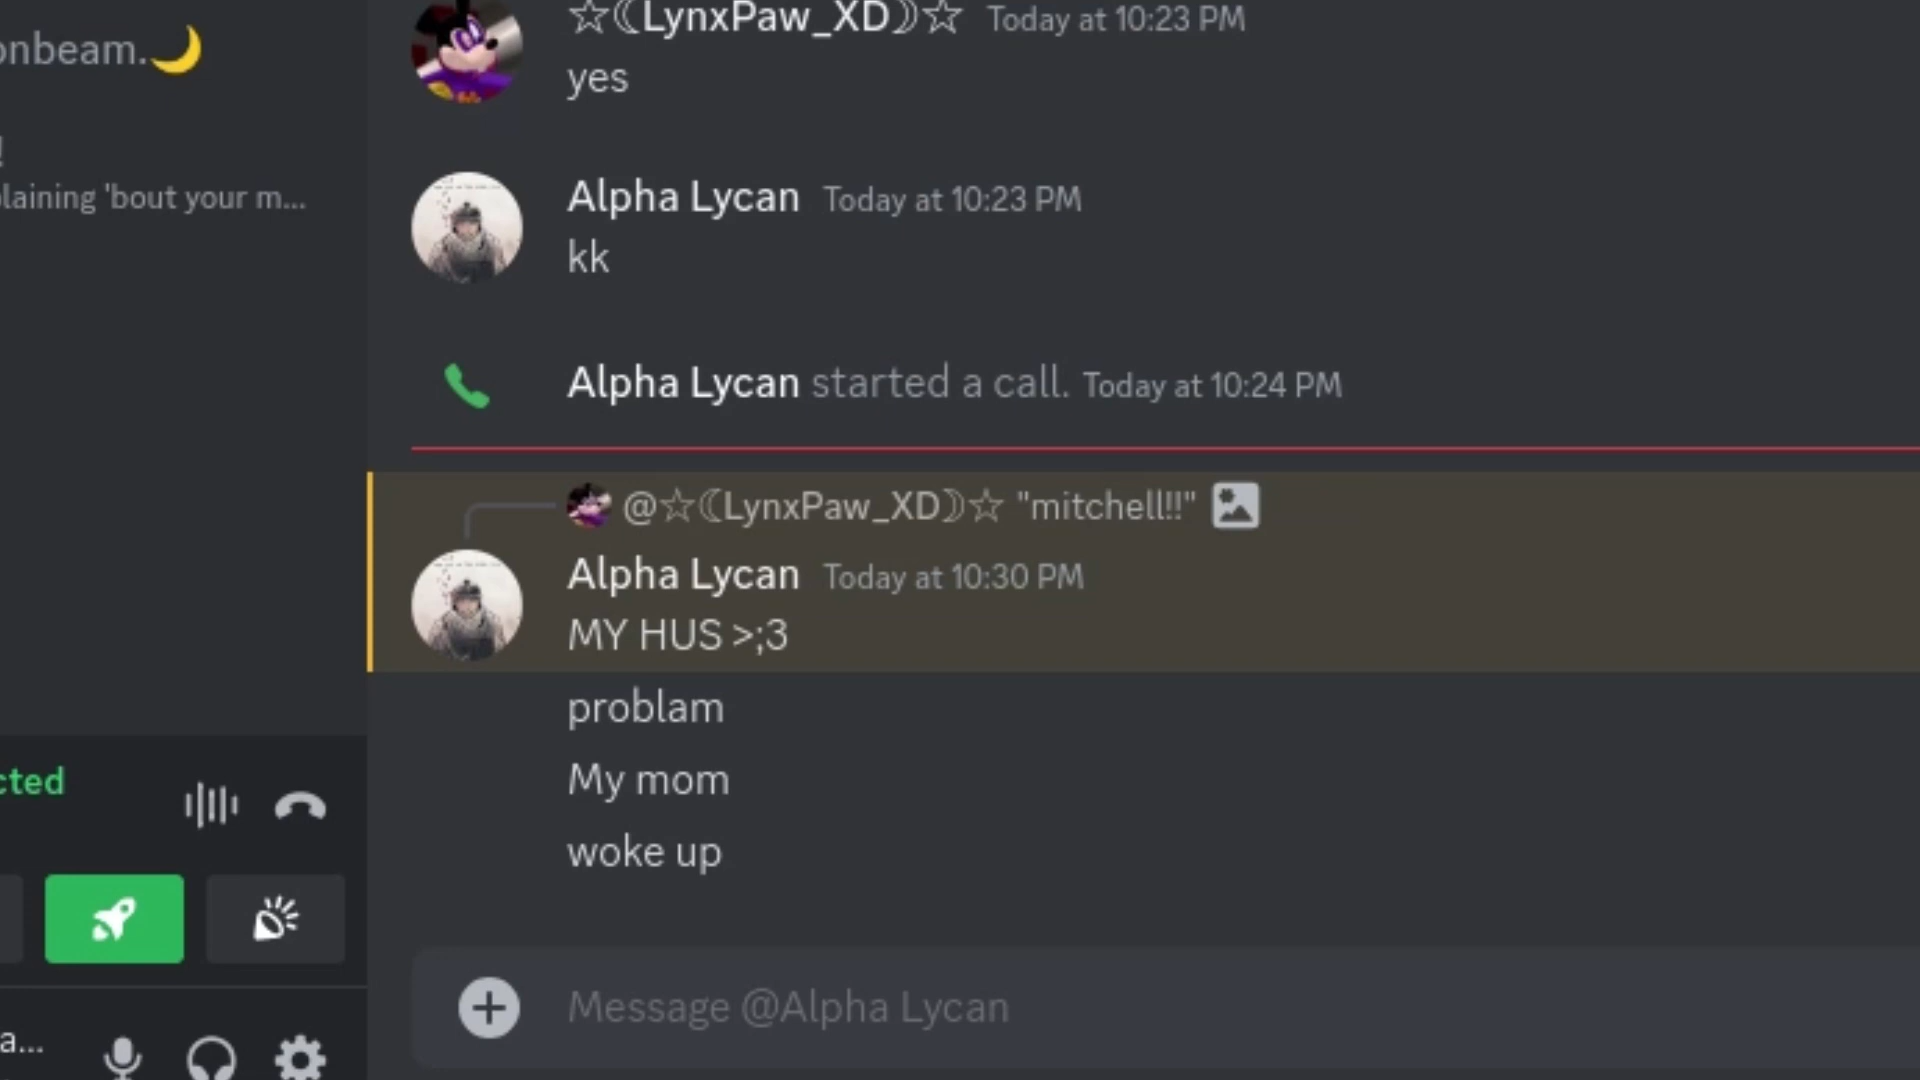 onbeam.🌙
!
laining 'bout your m...
cted
a...
☆☾LynxPaw_XD☽☆ Today at 10:23 PM
yes
Alpha Lycan Today at 10:23 PM
kk
Alpha Lycan started a call. Today at 10:24 PM
@☆☾LynxPaw_XD☽☆ "mitchell!!"
Alpha Lycan Today at 10:30 PM
MY HUS >;3
problam
My mom
woke up
Message @Alpha Lycan